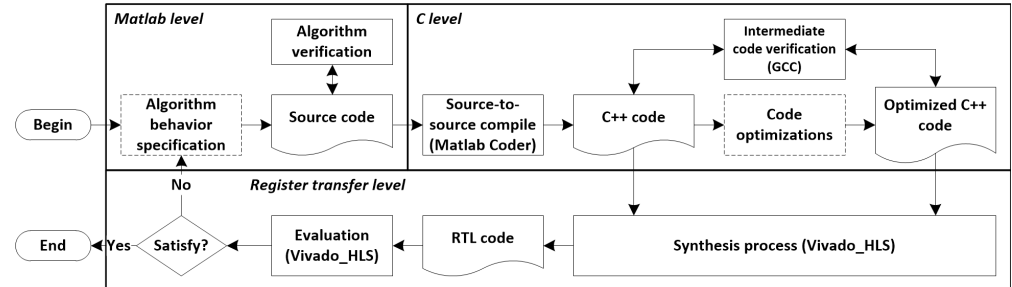 Matlab level
C level
Algorithm
verification
Intermediate
code verification
(GCC)
Begin
Algorithm
behavior
specification
Source code
Source-to-
source compile
(Matlab Coder)
C++ code
Code
optimizations
Optimized C++
code
No
Register transfer level
End
Yes
Satisfy?
Evaluation
(Vivado_HLS)
RTL code
Synthesis process (Vivado_HLS)